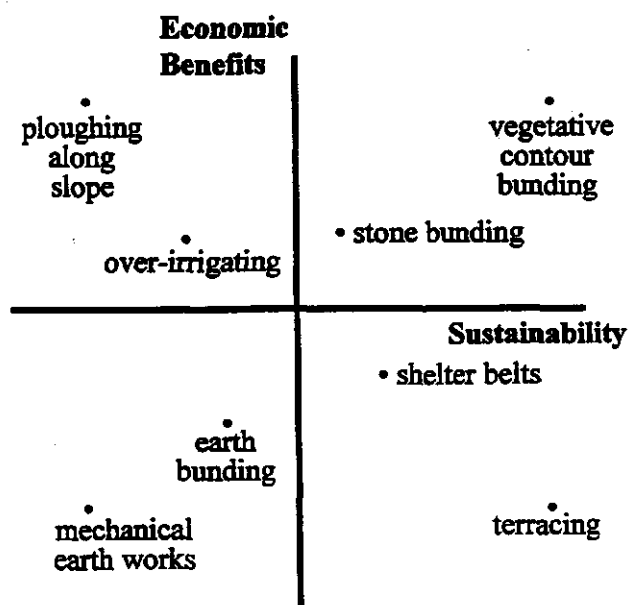 Economic
Benefits
ploughing
along
slope
vegetative
contour
bunding
stone bunding
over-irrigating
Sustainability
shelter belts
earth
bunding
mechanical
earth works
terracing